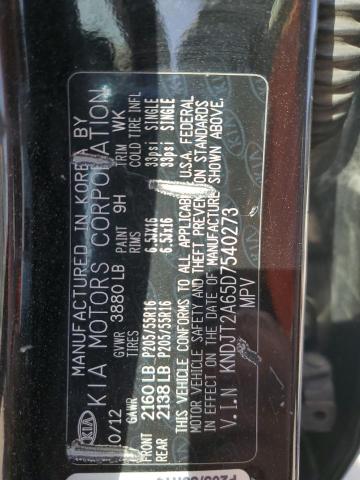 MANUFACTURED IN KOREA BY
KIA KIA MOTORS CORPORATION
10/12 GVWR 3880 LB PAINT 9H TRIM WK
GAWR TIRES RIMS COLD TIRE INFL
FRONT 2160 LB P205/55R16 6.5Jx16 33psi SINGLE
REAR 2138 LB P205/55R16 6.5Jx16 33psi SINGLE
THIS VEHICLE CONFORMS TO ALL APPLICABLE U.S.A. FEDERAL
MOTOR VEHICLE SAFETY AND THEFT PREVENTION STANDARDS
IN EFFECT ON THE DATE OF MANUFACTURE SHOWN ABOVE.
V.I.N KNDJT2A65D7540273
MPV